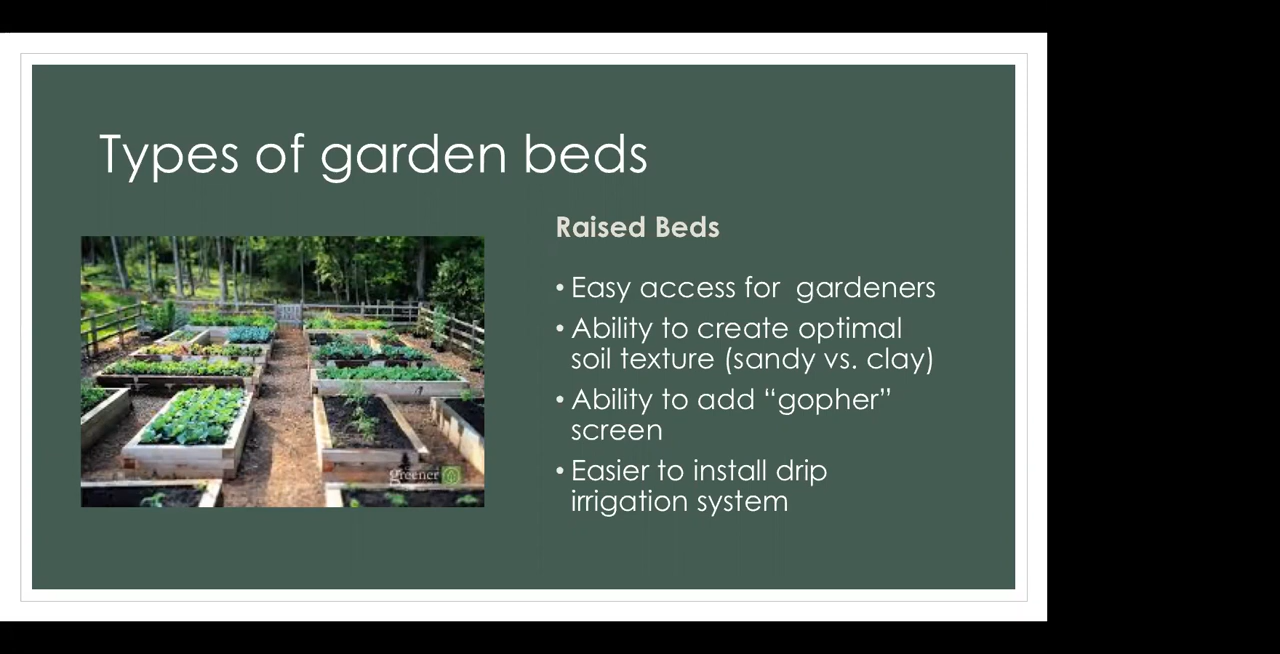 Types of garden beds
Raised Beds
• Easy access for  gardeners
• Ability to create optimal
soil texture (sandy vs. clay)
• Ability to add “gopher”
screen
• Easier to install drip
irrigation system
greener